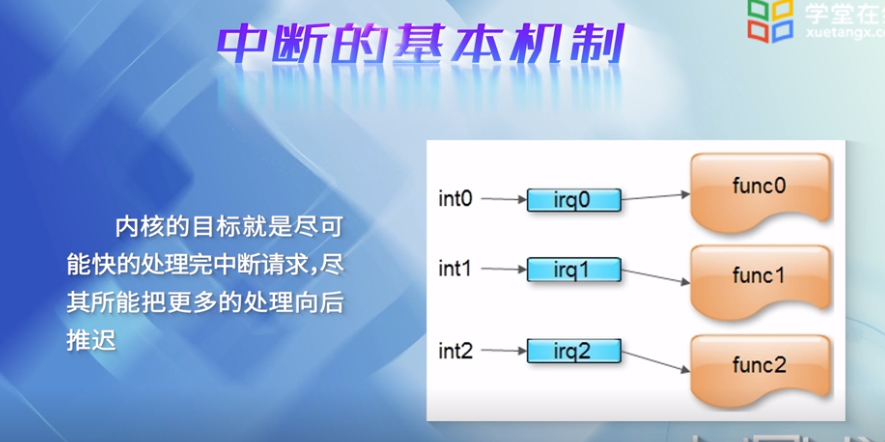 中断的基本机制
学堂在
xuetangx.co
内核的目标就是尽可
能快的处理完中断请求,尽
其所能把更多的处理向后
推迟
int0 irq0 func0
int1 irq1 func1
int2 irq2 func2